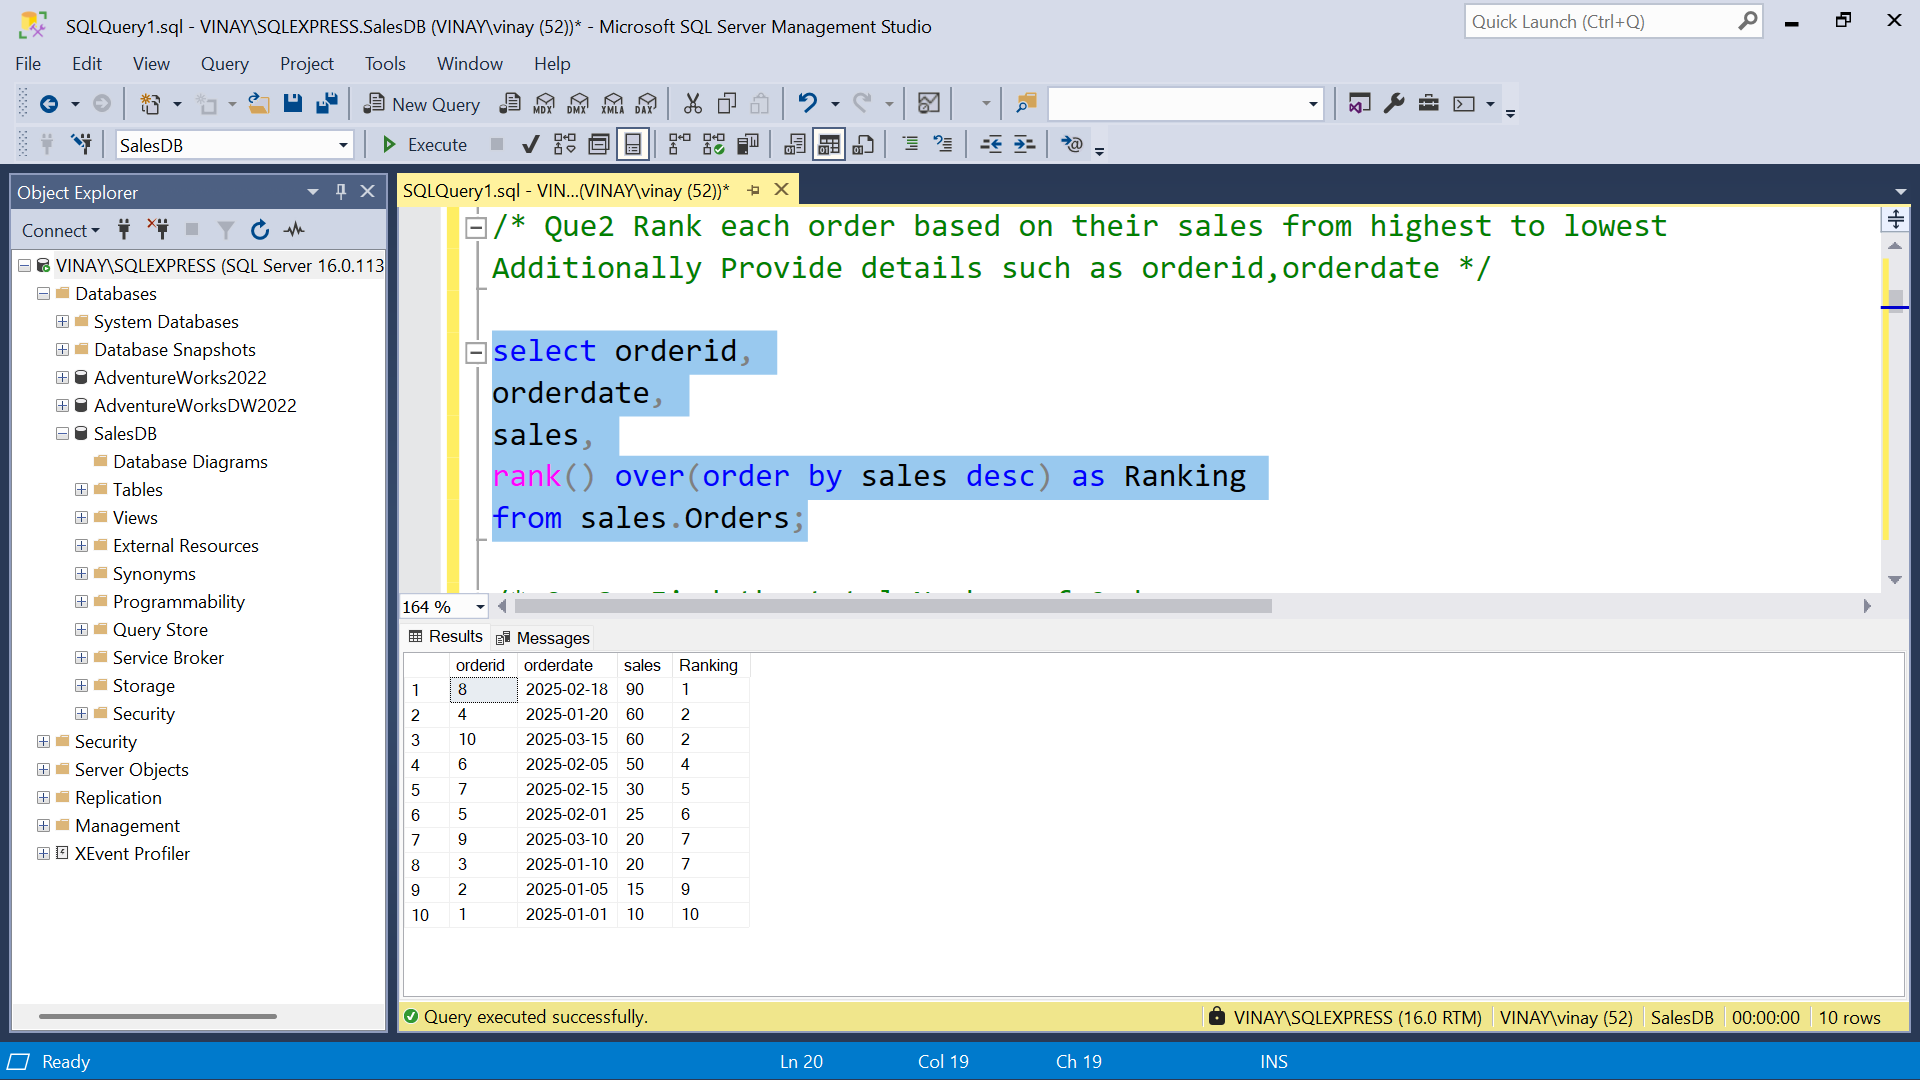 SQLQuery1.sql - VINAY\SQLEXPRESS.SalesDB (VINAY\vinay (52))* - Microsoft SQL Server Management Studio
Quick Launch (Ctrl+Q)
File Edit View Query Project Tools Window Help
New Query MDX DMX XMLA DAX
SalesDB Execute
Object Explorer
Connect
VINAY\SQLEXPRESS (SQL Server 16.0.113
Databases
System Databases
Database Snapshots
AdventureWorks2022
AdventureWorksDW2022
SalesDB
Database Diagrams
Tables
Views
External Resources
Synonyms
Programmability
Query Store
Service Broker
Storage
Security
Security
Server Objects
Replication
Management
XEvent Profiler
SQLQuery1.sql - VIN...(VINAY\vinay (52))*
/* Que2 Rank each order based on their sales from highest to lowest
Additionally Provide details such as orderid,orderdate */
select orderid,
orderdate,
sales,
rank() over(order by sales desc) as Ranking
from sales.Orders;
164 %
Results Messages
orderid orderdate sales Ranking
1 8 2025-02-18 90 1
2 4 2025-01-20 60 2
3 10 2025-03-15 60 2
4 6 2025-02-05 50 4
5 7 2025-02-15 30 5
6 5 2025-02-01 25 6
7 9 2025-03-10 20 7
8 3 2025-01-10 20 7
9 2 2025-01-05 15 9
10 1 2025-01-01 10 10
Query executed successfully. VINAY\SQLEXPRESS (16.0 RTM) VINAY\vinay (52) SalesDB 00:00:00 10 rows
Ready Ln 20 Col 19 Ch 19 INS